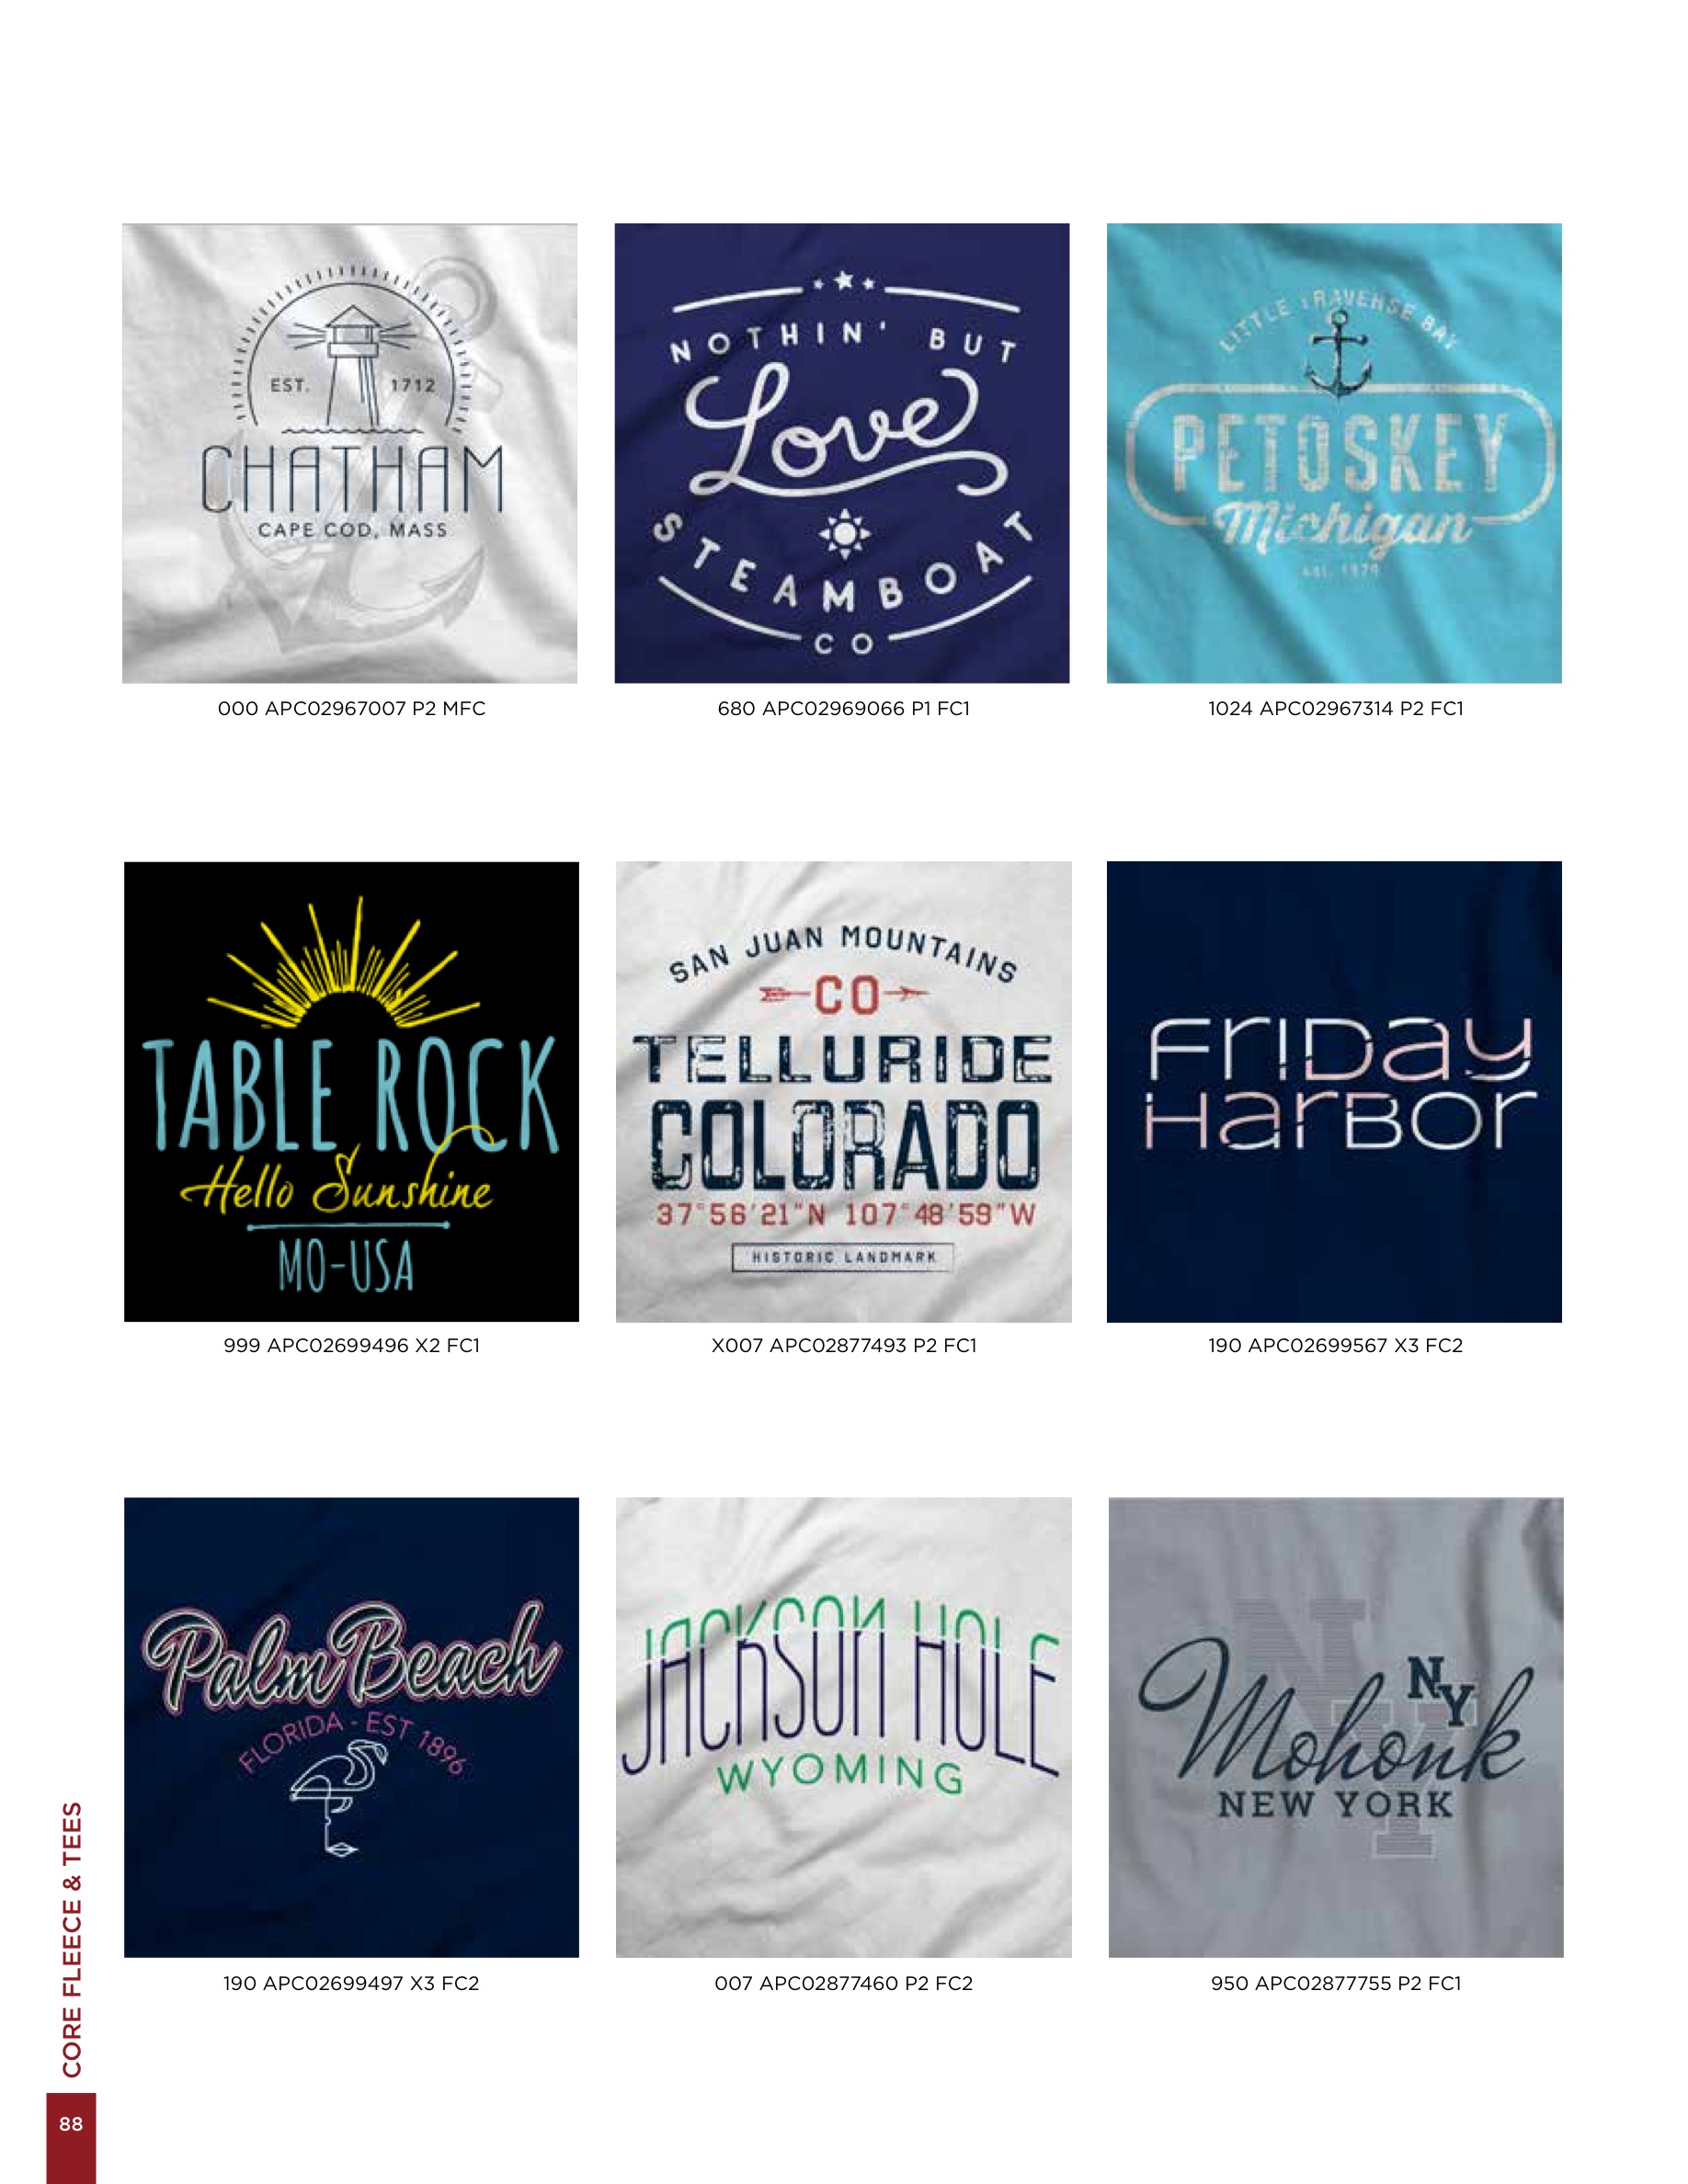 EST. 1712
CHATHAM
CAPE COD, MASS
000 APC02967007 P2 MFC
NOTHIN' BUT
Love
STEAMBOAT
CO
680 APC02969066 P1 FC1
LITTLE TRAVERSE BAY
PETOSKEY
Michigan
1024 APC02967314 P2 FC1
TABLE ROCK
Hello Sunshine
MO-USA
999 APC02699496 X2 FC1
SAN JUAN MOUNTAINS
CO
TELLURIDE
COLORADO
37°56'21"N 107°48'59"W
HISTORIC LANDMARK
X007 APC02877493 P2 FC1
FriDay
HarBor
190 APC02699567 X3 FC2
Palm Beach
FLORIDA - EST 1896
190 APC02699497 X3 FC2
JACKSON HOLE
WYOMING
007 APC02877460 P2 FC2
NY
NY
Mohonk
NEW YORK
950 APC02877755 P2 FC1
CORE FLEECE & TEES
88